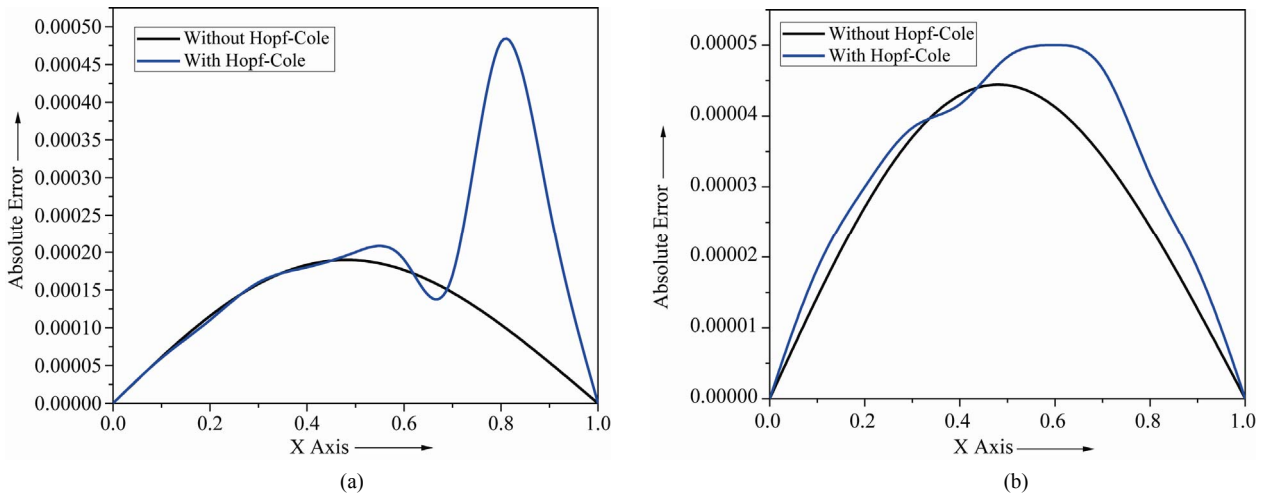 0.00050
0.00045
0.00040
0.00035
0.00030
0.00025
0.00020
0.00015
0.00010
0.00005
0.00000
Absolute Error
Without Hopf-Cole
With Hopf-Cole
0.0 0.2 0.4 0.6 0.8 1.0
X Axis
(a)
0.00005
0.00004
0.00003
0.00002
0.00001
0.00000
Absolute Error
Without Hopf-Cole
With Hopf-Cole
0.0 0.2 0.4 0.6 0.8 1.0
X Axis
(b)